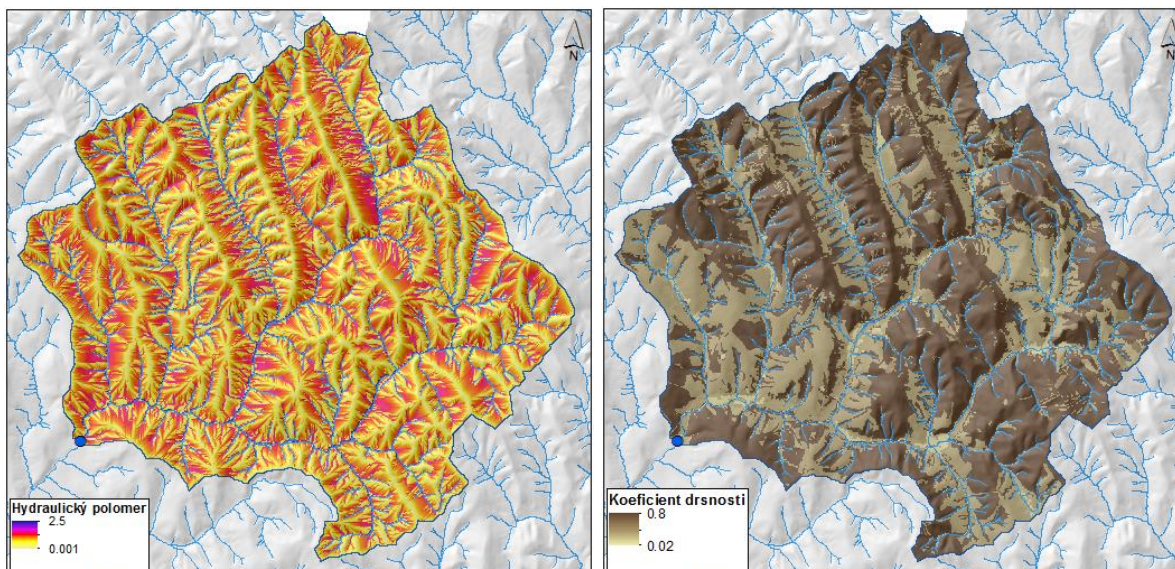 N
Hydraulický polomer
2.5
0.001
N
Koeficient drsnosti
0.8
0.02